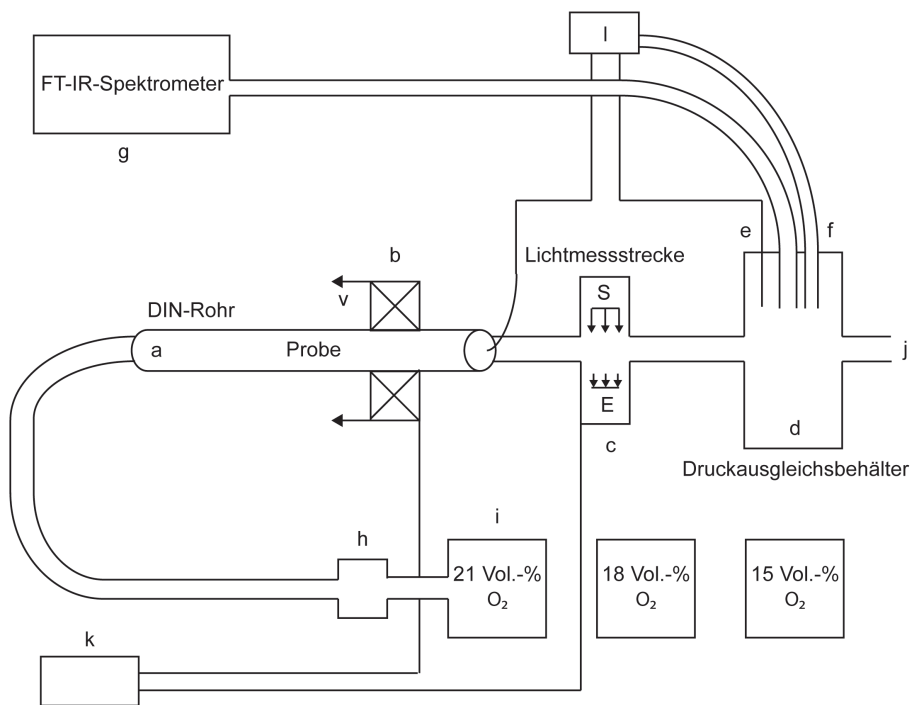 l
FT-IR-Spektrometer
g
e
f
b
Lichtmessstrecke
v
S
DIN-Rohr
a
Probe
j
E
d
c
Druckausgleichsbehälter
i
h
21 Vol.-%
O₂
18 Vol.-%
O₂
15 Vol.-%
O₂
k